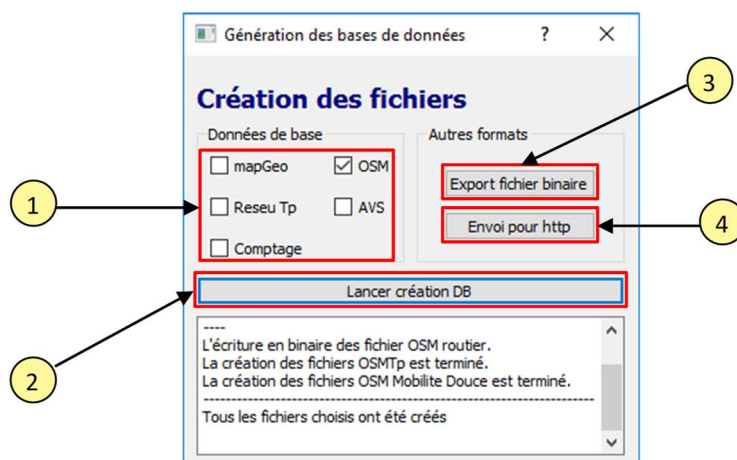 Génération des bases de données ?
Création des fichiers
Données de base
Autres formats
mapGeo OSM
Reseu Tp AVS
Comptage
Export fichier binaire
Envoi pour http
Lancer création DB
----
L'écriture en binaire des fichier OSM routier.
La création des fichiers OSMTp est terminé.
La création des fichiers OSM Mobilite Douce est terminé.
--------------------------------------------------------------------
Tous les fichiers choisis ont été créés
1
2
3
4